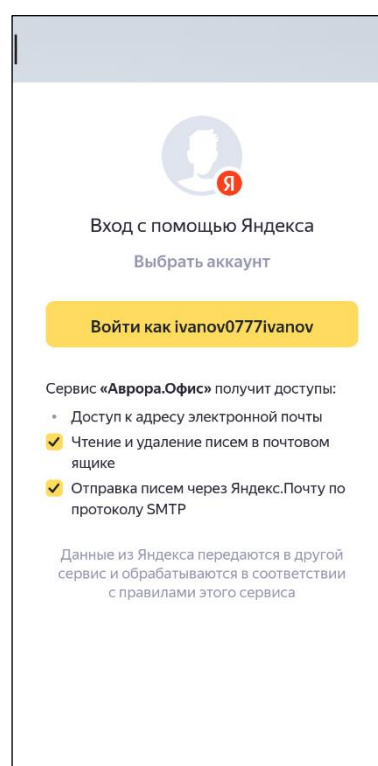 Я
Вход с помощью Яндекса
Выбрать аккаунт
Войти как ivanov0777ivanov
Сервис «Аврора.Офис» получит доступы:
• Доступ к адресу электронной почты
Чтение и удаление писем в почтовом
ящике
Отправка писем через Яндекс.Почту по
протоколу SMTP
Данные из Яндекса передаются в другой
сервис и обрабатываются в соответствии
с правилами этого сервиса